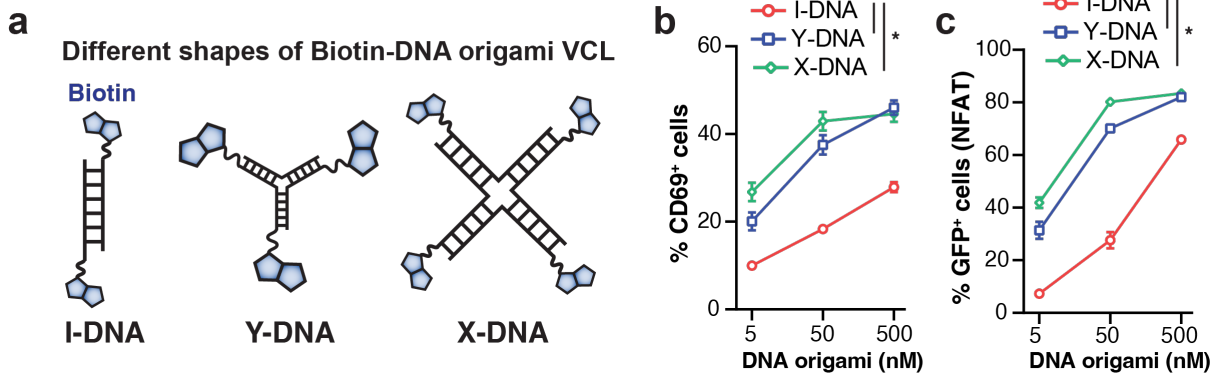 a
Different shapes of Biotin-DNA origami VCL
Biotin
I-DNA
Y-DNA
X-DNA
b
I-DNA
Y-DNA
X-DNA
*
% CD69⁺ cells
60
40
20
0
5
50
500
DNA origami (nM)
c
I-DNA
Y-DNA
X-DNA
*
% GFP⁺ cells (NFAT)
100
80
60
40
20
0
5
50
500
DNA origami (nM)